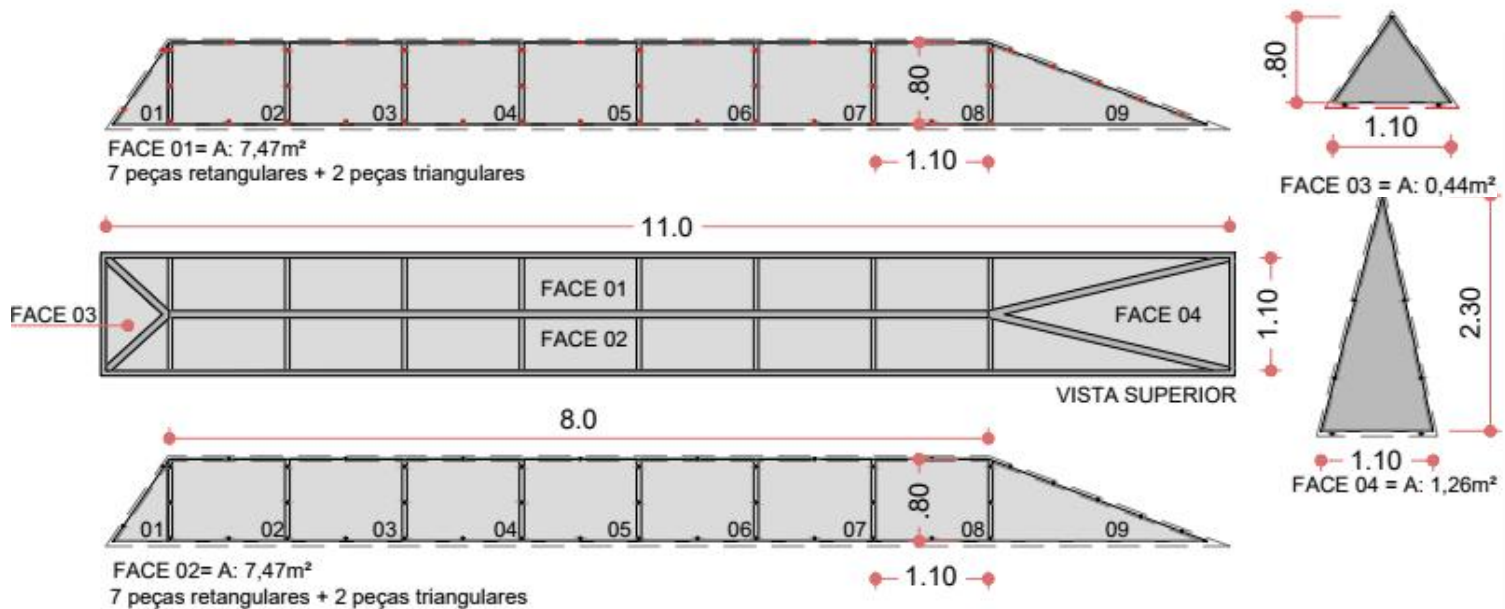 01 02 03 04 05 06 07 08 09
.80
1.10
FACE 01= A: 7,47m²
7 peças retangulares + 2 peças triangulares
.80
1.10
FACE 03 = A: 0,44m²
11.0
FACE 01
FACE 03
FACE 02
FACE 04
1.10
VISTA SUPERIOR
2.30
1.10
FACE 04 = A: 1,26m²
8.0
.80
01 02 03 04 05 06 07 08 09
1.10
FACE 02= A: 7,47m²
7 peças retangulares + 2 peças triangulares